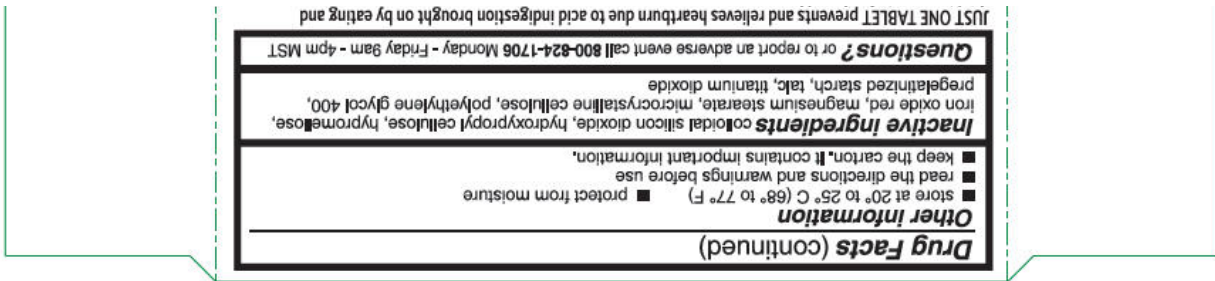 Drug Facts (continued)
Other information
■ store at 20° to 25° C (68° to 77° F) ■ protect from moisture
■ read the directions and warnings before use
■ keep the carton. It contains important information.
Inactive ingredients colloidal silicon dioxide, hydroxypropyl cellulose, hypromellose,
iron oxide red, magnesium stearate, microcrystalline cellulose, polyethylene glycol 400,
pregelatinized starch, talc, titanium dioxide
Questions? or to report an adverse event call 800-824-1706 Monday - Friday 9am - 4pm MST
JUST ONE TABLET prevents and relieves heartburn due to acid indigestion brought on by eating and